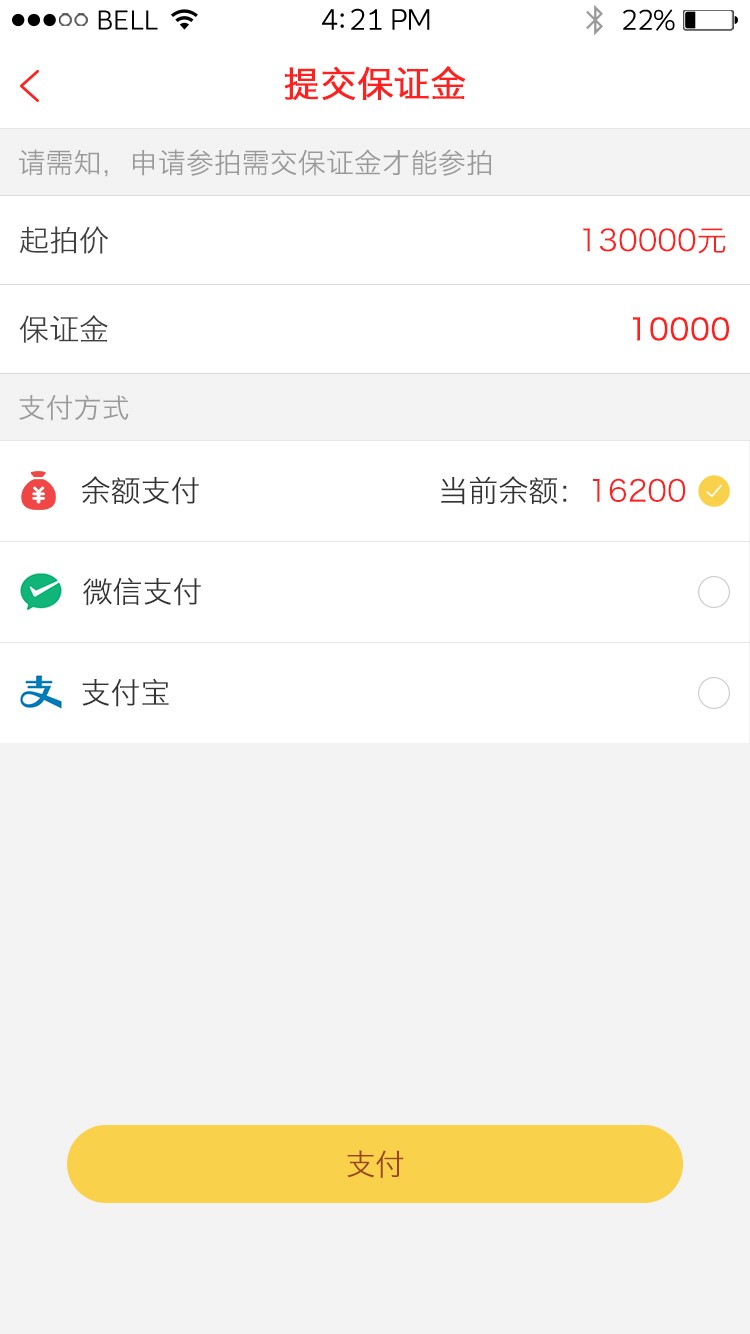 BELL 4:21 PM 22%
提交保证金
请需知，申请参拍需交保证金才能参拍
起拍价 130000元
保证金 10000
支付方式
余额支付 当前余额：16200
微信支付
支付宝
支付